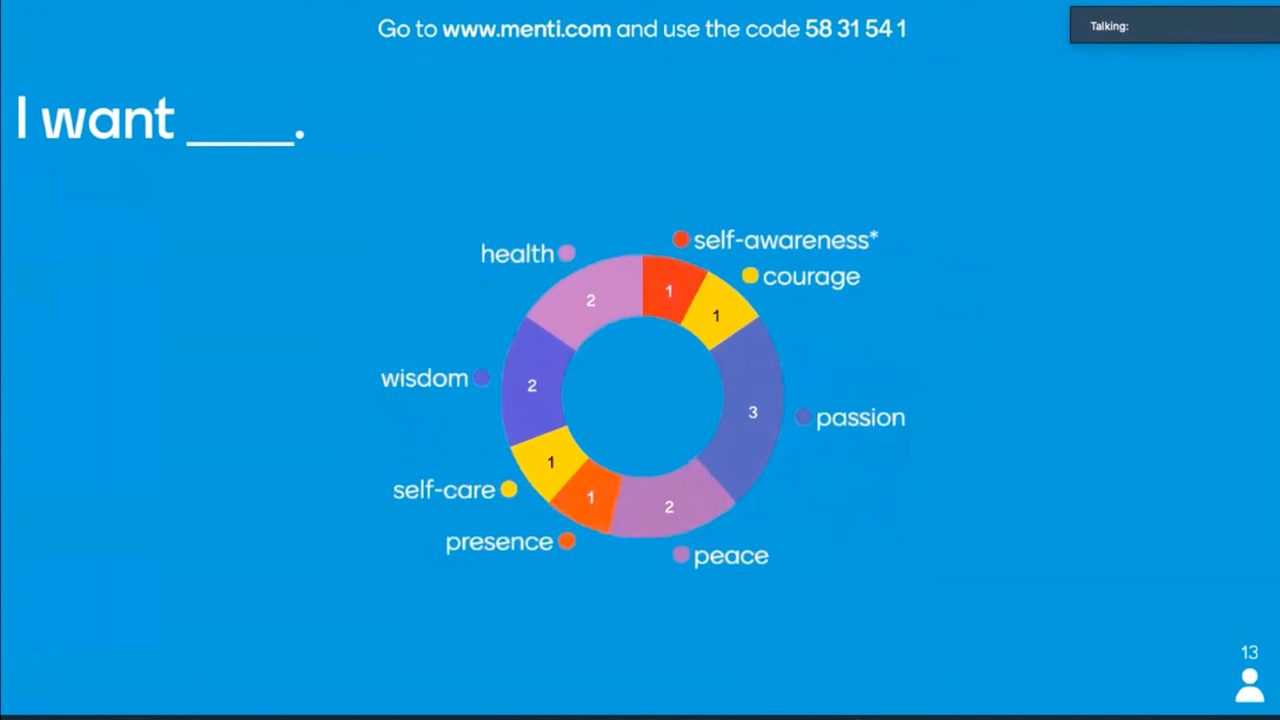 Go to www.menti.com and use the code 58 31 54 1
Talking:
I want ____.
health
self-awareness*
courage
2
1
1
wisdom
2
3
passion
1
self-care
1
2
presence
peace
13